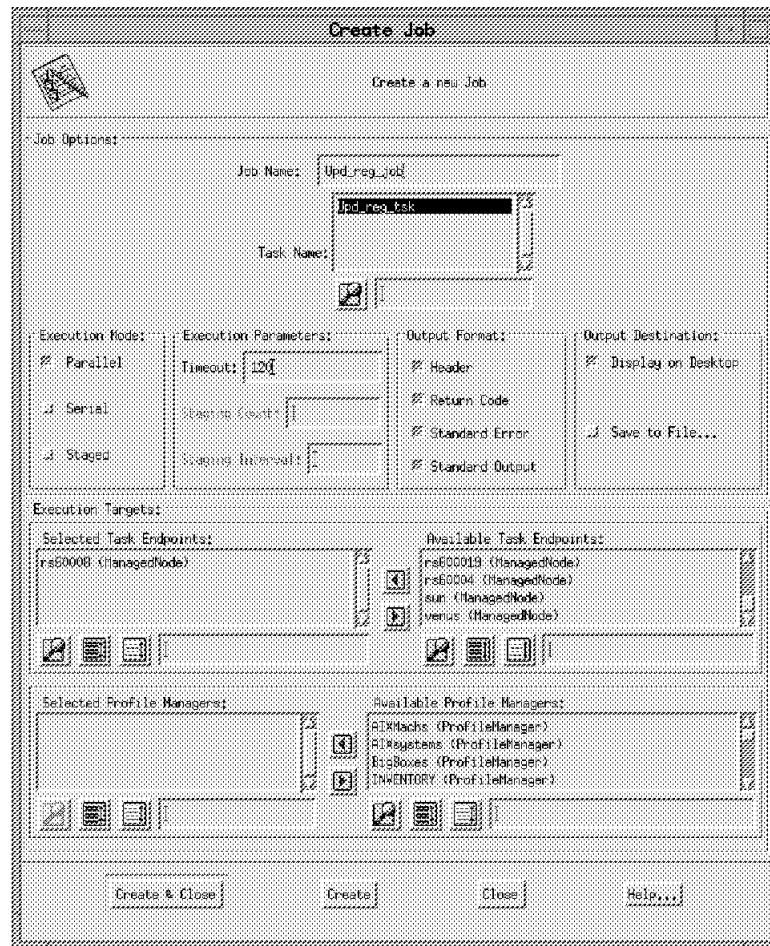 Create Job
Create a new Job
Job Options:
Job Name: Upd_reg_job
Upd_reg_tsk
Task Name:
Execution Mode:
Parallel
Serial
Staged
Execution Parameters:
Timeout: 120
Staging Count:
Staging Interval:
Output Format:
Header
Return Code
Standard Error
Standard Output
Output Destination:
Display on Desktop
Save to File...
Execution Targets:
Selected Task Endpoints:
rs60008 (ManagedNode)
Available Task Endpoints:
rs600019 (ManagedNode)
rs60004 (ManagedNode)
sun (ManagedNode)
venus (ManagedNode)
Selected Profile Managers:
Available Profile Managers:
AIXMachs (ProfileManager)
AIXsystems (ProfileManager)
BigBoxes (ProfileManager)
INVENTORY (ProfileManager)
Create & Close
Create
Close
Help...